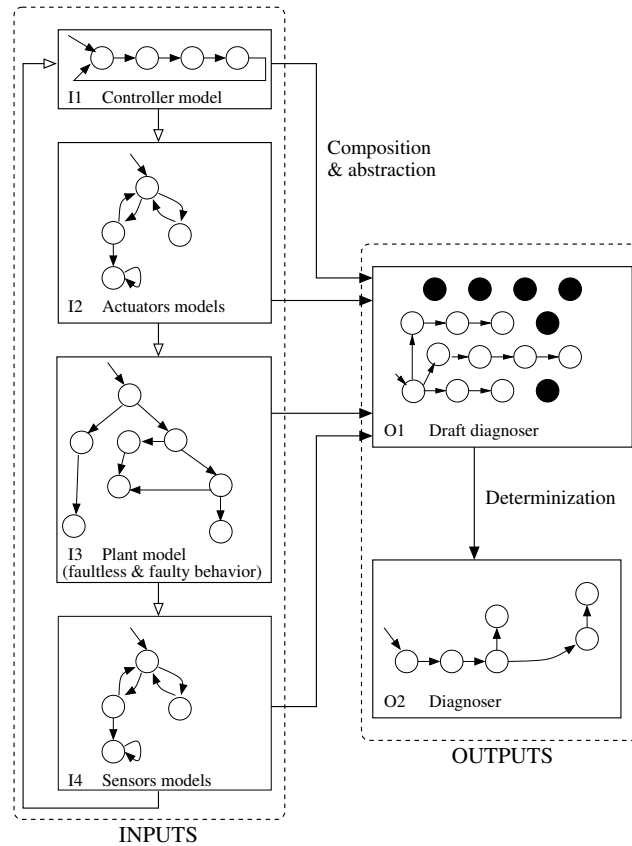 I1 Controller model
Composition
& abstraction
I2 Actuators models
O1 Draft diagnoser
Determinization
I3 Plant model
(faultless & faulty behavior)
O2 Diagnoser
I4 Sensors models
OUTPUTS
INPUTS